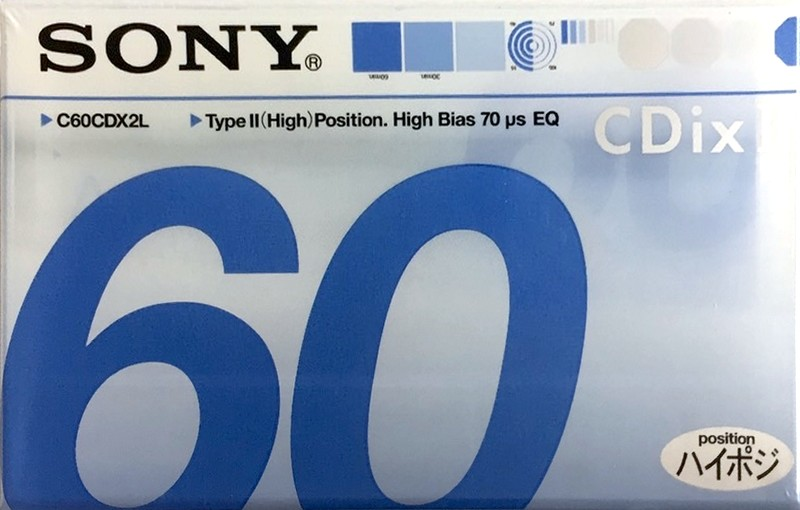 SONY®
C60CDX2L
Type II (High) Position. High Bias 70 µs EQ
CDix
60
position
ハイポジ